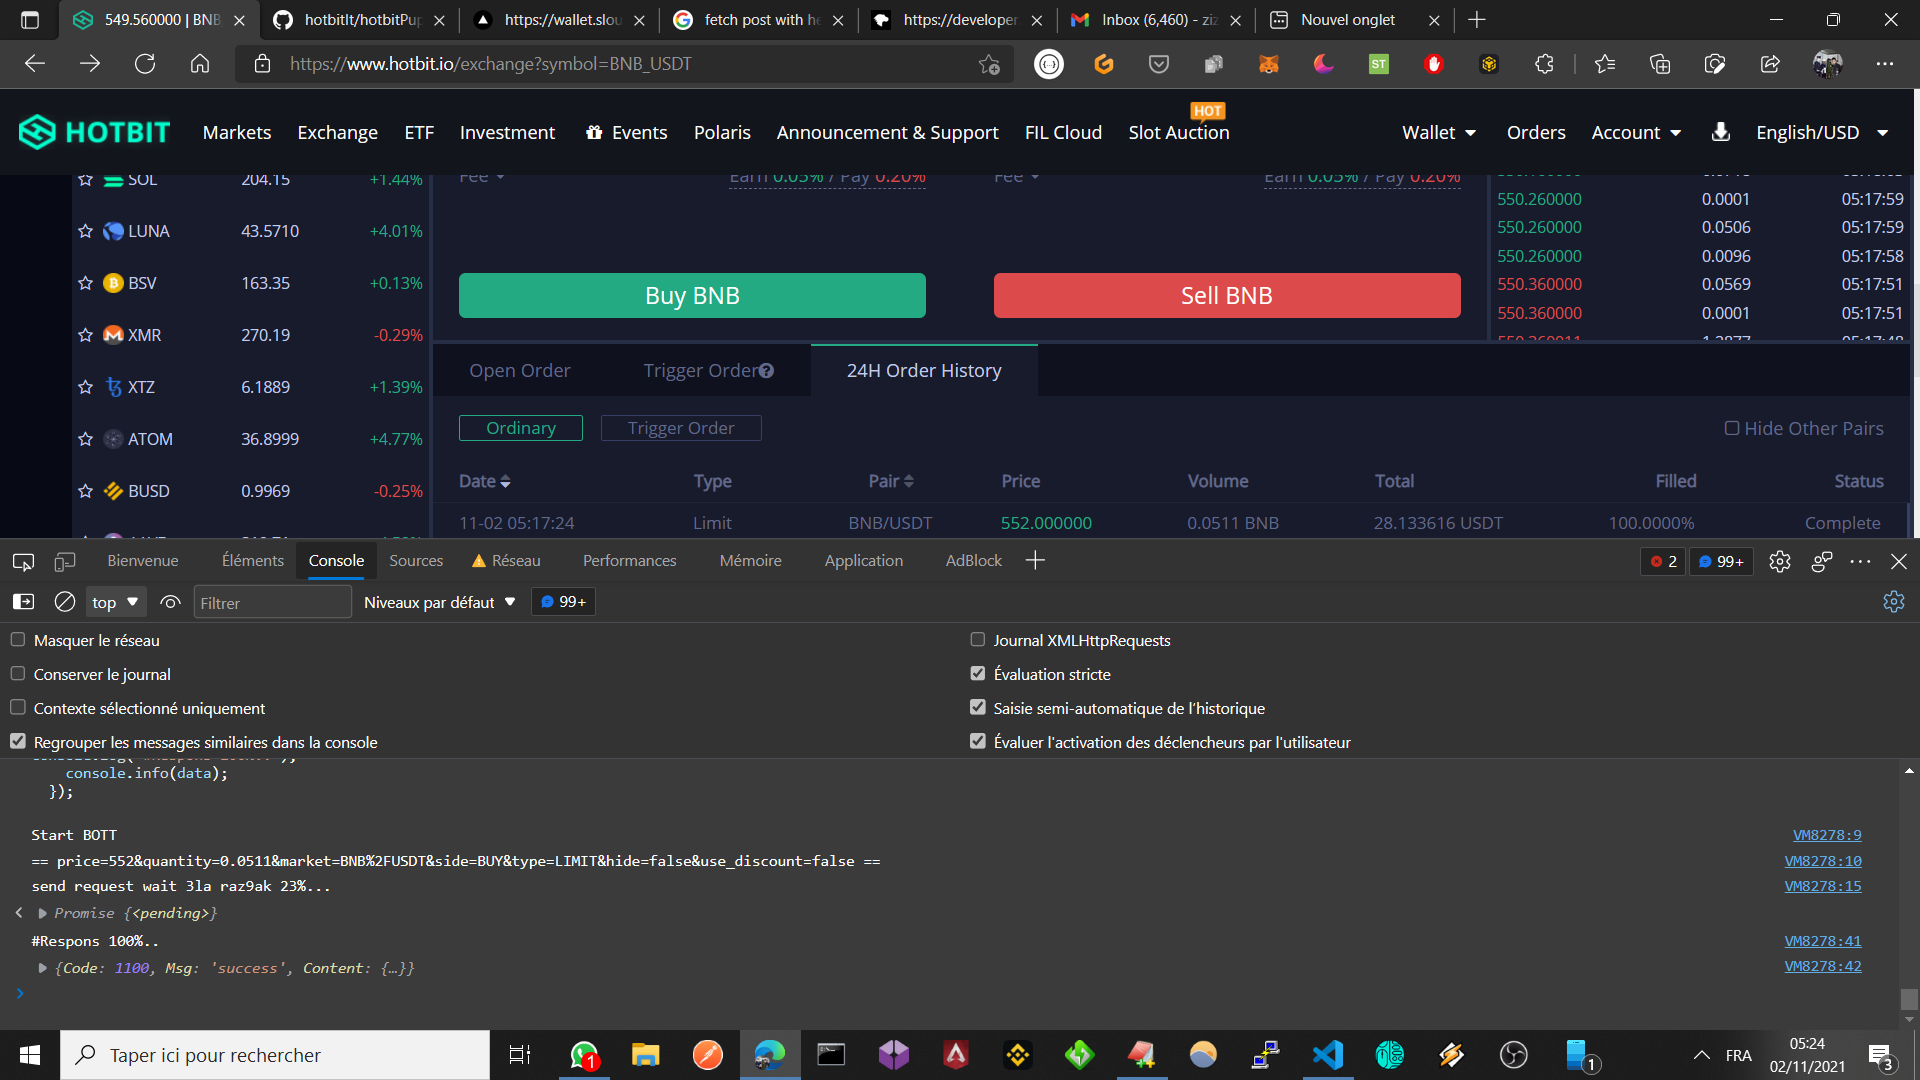 549.560000 | BNB
hotbitIt/hotbitPup
https://wallet.slou
fetch post with he
https://developer
Inbox (6,460) - ziz
Nouvel onglet
https://www.hotbit.io/exchange?symbol=BNB_USDT
HOTBIT Markets Exchange ETF Investment Events Polaris Announcement & Support FIL Cloud Slot Auction HOT Wallet Orders Account English/USD
SOL 204.15 +1.44%
LUNA 43.5710 +4.01%
BSV 163.35 +0.13%
XMR 270.19 -0.29%
XTZ 6.1889 +1.39%
ATOM 36.8999 +4.77%
BUSD 0.9969 -0.25%
Fee Earn 0.05% / Pay 0.20%
Fee Earn 0.05% / Pay 0.20%
Buy BNB
Sell BNB
550.260000 0.0001 05:17:59
550.260000 0.0506 05:17:59
550.260000 0.0096 05:17:58
550.360000 0.0569 05:17:51
550.360000 0.0001 05:17:51
Open Order Trigger Order 24H Order History
Ordinary Trigger Order Hide Other Pairs
Date Type Pair Price Volume Total Filled Status
11-02 05:17:24 Limit BNB/USDT 552.000000 0.0511 BNB 28.133616 USDT 100.0000% Complete
Bienvenue Éléments Console Sources Réseau Performances Mémoire Application AdBlock 2 99+
top Filtrer Niveaux par défaut 99+
Masquer le réseau
Conserver le journal
Contexte sélectionné uniquement
Regrouper les messages similaires dans la console
Journal XMLHttpRequests
Évaluation stricte
Saisie semi-automatique de l'historique
Évaluer l'activation des déclencheurs par l'utilisateur
console.info(data);
});
Start BOTT VM8278:9
== price=552&quantity=0.0511&market=BNB%2FUSDT&side=BUY&type=LIMIT&hide=false&use_discount=false == VM8278:10
send request wait 3la raz9ak 23%... VM8278:15
Promise {<pending>}
#Respons 100%.. VM8278:41
{Code: 1100, Msg: 'success', Content: {…}} VM8278:42
Taper ici pour rechercher
1
1
FRA
05:24
02/11/2021
3